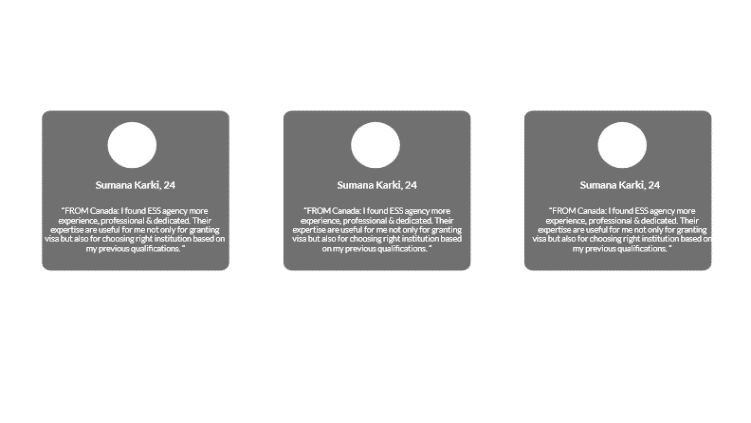 Sumana Karki, 24
"FROM Canada: I found ESS agency more
experience, professional & dedicated. Their
expertise are useful for me not only for granting
visa but also for choosing right institution based on
my previous qualifications. "
Sumana Karki, 24
"FROM Canada: I found ESS agency more
experience, professional & dedicated. Their
expertise are useful for me not only for granting
visa but also for choosing right institution based
on my previous qualifications. "
Sumana Karki, 24
"FROM Canada: I found ESS agency more
experience, professional & dedicated. Their
expertise are useful for me not only for granting
visa but also for choosing right institution based on
my previous qualifications. "